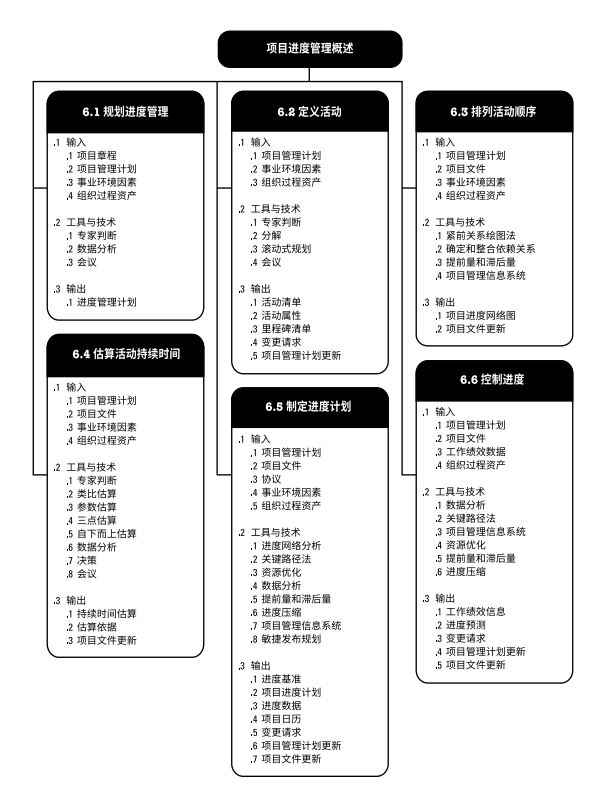 项目进度管理概述
6.1 规划进度管理
.1 输入
.1 项目章程
.2 项目管理计划
.3 事业环境因素
.4 组织过程资产
.2 工具与技术
.1 专家判断
.2 数据分析
.3 会议
.3 输出
.1 进度管理计划
6.2 定义活动
.1 输入
.1 项目管理计划
.2 事业环境因素
.3 组织过程资产
.2 工具与技术
.1 专家判断
.2 分解
.3 滚动式规划
.4 会议
.3 输出
.1 活动清单
.2 活动属性
.3 里程碑清单
.4 变更请求
.5 项目管理计划更新
6.3 排列活动顺序
.1 输入
.1 项目管理计划
.2 项目文件
.3 事业环境因素
.4 组织过程资产
.2 工具与技术
.1 紧前关系绘图法
.2 确定和整合依赖关系
.3 提前量和滞后量
.4 项目管理信息系统
.3 输出
.1 项目进度网络图
.2 项目文件更新
6.4 估算活动持续时间
.1 输入
.1 项目管理计划
.2 项目文件
.3 事业环境因素
.4 组织过程资产
.2 工具与技术
.1 专家判断
.2 类比估算
.3 参数估算
.4 三点估算
.5 自下而上估算
.6 数据分析
.7 决策
.8 会议
.3 输出
.1 持续时间估算
.2 估算依据
.3 项目文件更新
6.5 制定进度计划
.1 输入
.1 项目管理计划
.2 项目文件
.3 协议
.4 事业环境因素
.5 组织过程资产
.2 工具与技术
.1 进度网络分析
.2 关键路径法
.3 资源优化
.4 数据分析
.5 提前量和滞后量
.6 进度压缩
.7 项目管理信息系统
.8 敏捷发布规划
.3 输出
.1 进度基准
.2 项目进度计划
.3 进度数据
.4 项目日历
.5 变更请求
.6 项目管理计划更新
.7 项目文件更新
6.6 控制进度
.1 输入
.1 项目管理计划
.2 项目文件
.3 工作绩效数据
.4 组织过程资产
.2 工具与技术
.1 数据分析
.2 关键路径法
.3 项目管理信息系统
.4 资源优化
.5 提前量和滞后量
.6 进度压缩
.3 输出
.1 工作绩效信息
.2 进度预测
.3 变更请求
.4 项目管理计划更新
.5 项目文件更新